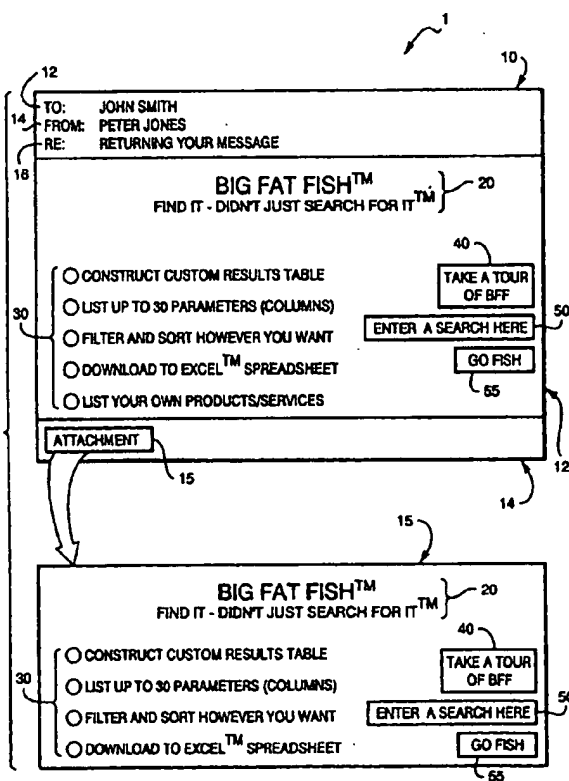 1
12
10
TO: JOHN SMITH
14
FROM: PETER JONES
18
RE: RETURNING YOUR MESSAGE
BIG FAT FISH™
20
FIND IT - DIDN'T JUST SEARCH FOR IT™
40
CONSTRUCT CUSTOM RESULTS TABLE
TAKE A TOUR
OF BFF
LIST UP TO 30 PARAMETERS (COLUMNS)
50
30
FILTER AND SORT HOWEVER YOU WANT
ENTER A SEARCH HERE
DOWNLOAD TO EXCEL™ SPREADSHEET
GO FISH
55
LIST YOUR OWN PRODUCTS/SERVICES
12
ATTACHMENT
15
14
15
BIG FAT FISH™
20
FIND IT - DIDN'T JUST SEARCH FOR IT™
40
CONSTRUCT CUSTOM RESULTS TABLE
TAKE A TOUR
OF BFF
30
LIST UP TO 30 PARAMETERS (COLUMNS)
50
FILTER AND SORT HOWEVER YOU WANT
ENTER A SEARCH HERE
DOWNLOAD TO EXCEL™ SPREADSHEET
GO FISH
55